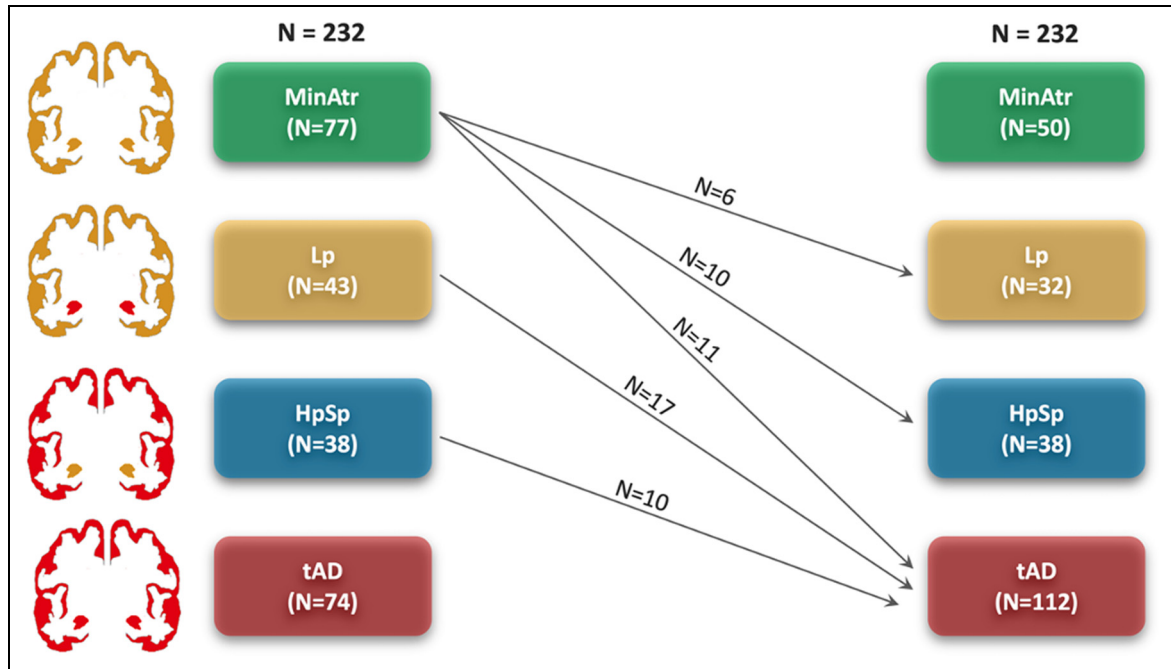 N = 232
MinAtr
(N=77)
Lp
(N=43)
HpSp
(N=38)
tAD
(N=74)
N=6
N=10
N=11
N=17
N=10
N = 232
MinAtr
(N=50)
Lp
(N=32)
HpSp
(N=38)
tAD
(N=112)